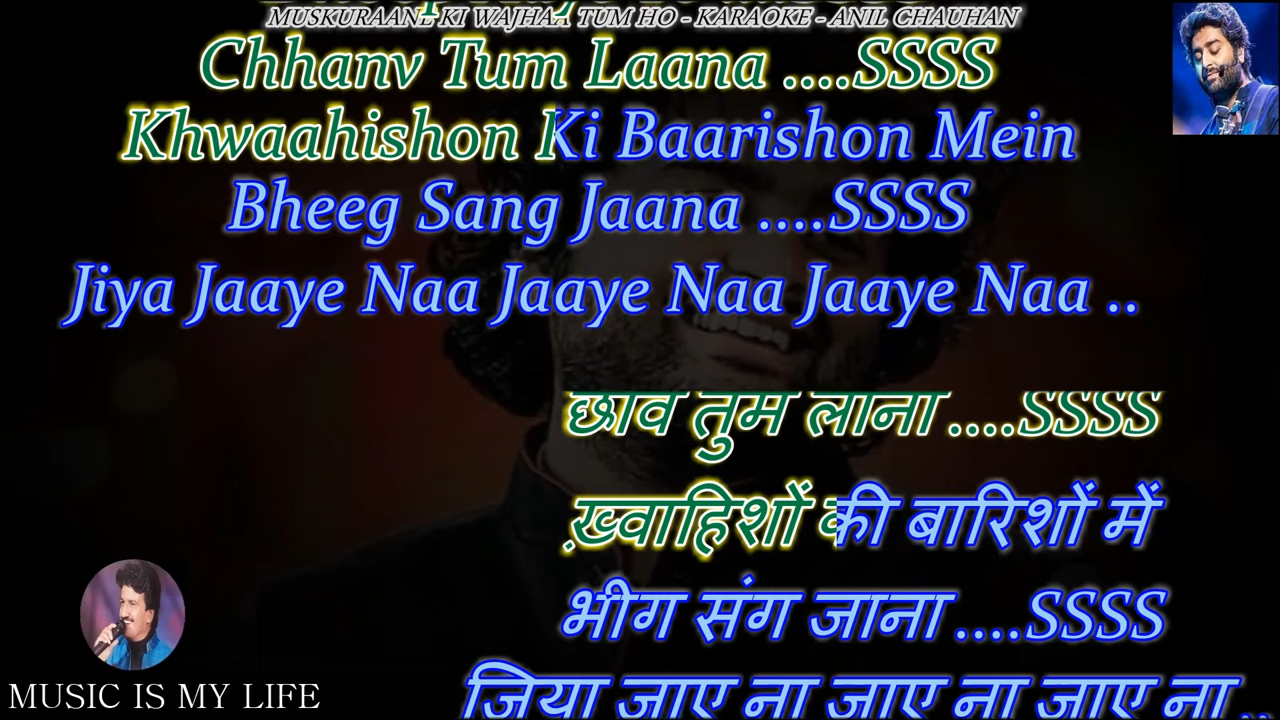 MUSKURAANE KI WAJHAA TUM HO - KARAOKE - ANIL CHAUHAN
Chhanv Tum Laana ....SSSS
Khwaahishon Ki Baarishon Mein
Bheeg Sang Jaana ....SSSS
Jiya Jaaye Naa Jaaye Naa Jaaye Naa ..
छाव तुम लाना ....SSSS
ख़्वाहिशों की बारिशों में
भीग संग जाना ....SSSS
जिया जाए ना जाए ना जाए ना ..
MUSIC IS MY LIFE